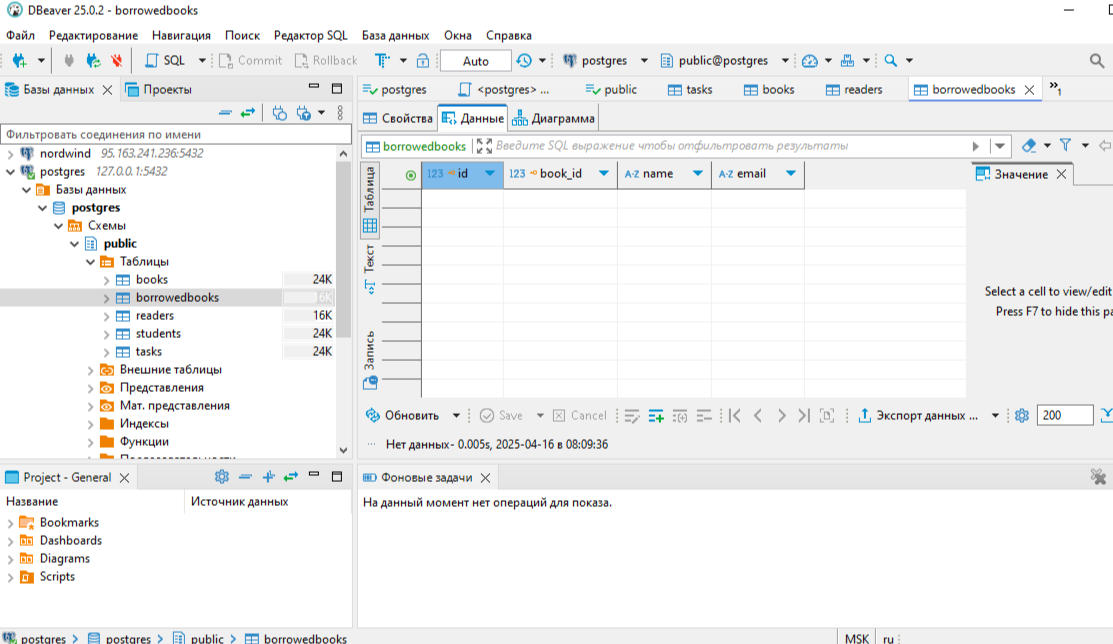 DBeaver 25.0.2 - borrowedbooks
Файл Редактирование Навигация Поиск Редактор SQL База данных Окна Справка
SQL Commit Rollback Auto postgres public@postgres
Базы данных Проекты
postgres <postgres> ... public tasks books readers borrowedbooks »1
Свойства Данные Диаграмма
Фильтровать соединения по имени
borrowedbooks Введите SQL выражение чтобы отфильтровать результаты
nordwind 95.163.241.236:5432
postgres 127.0.0.1:5432
Базы данных
postgres
Схемы
public
Таблицы
books 24K
borrowedbooks 6K
readers 16K
students 24K
tasks 24K
Внешние таблицы
Представления
Мат. представления
Индексы
Функции
Таблица
Текст
Запись
123 id 123 book_id A-Z name A-Z email
Значение
Select a cell to view/edit
Press F7 to hide this pa
Обновить Save Cancel Экспорт данных ... 200
Нет данных- 0.005s, 2025-04-16 в 08:09:36
Project - General
Название Источник данных
Bookmarks
Dashboards
Diagrams
Scripts
Фоновые задачи
На данный момент нет операций для показа.
postgres postgres public borrowedbooks MSK ru